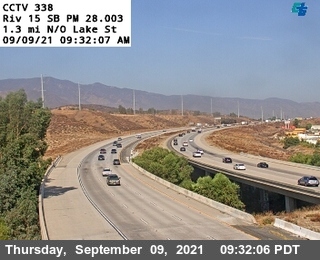 CCTV 338
Riv 15 SB PM 28.003
1.3 mi N/O Lake St
09/09/21 09:32:07 AM
Thursday, September 09, 2021 09:32:06 PDT